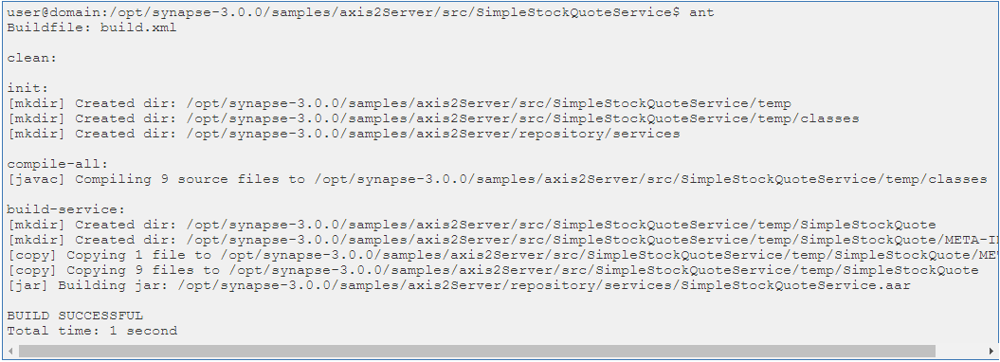 user@domain:/opt/synapse-3.0.0/samples/axis2Server/src/SimpleStockQuoteService$ ant
Buildfile: build.xml
clean:
init:
[mkdir] Created dir: /opt/synapse-3.0.0/samples/axis2Server/src/SimpleStockQuoteService/temp
[mkdir] Created dir: /opt/synapse-3.0.0/samples/axis2Server/src/SimpleStockQuoteService/temp/classes
[mkdir] Created dir: /opt/synapse-3.0.0/samples/axis2Server/repository/services
compile-all:
[javac] Compiling 9 source files to /opt/synapse-3.0.0/samples/axis2Server/src/SimpleStockQuoteService/temp/classes
build-service:
[mkdir] Created dir: /opt/synapse-3.0.0/samples/axis2Server/src/SimpleStockQuoteService/temp/SimpleStockQuote
[mkdir] Created dir: /opt/synapse-3.0.0/samples/axis2Server/src/SimpleStockQuoteService/temp/SimpleStockQuote/META-I
[copy] Copying 1 file to /opt/synapse-3.0.0/samples/axis2Server/src/SimpleStockQuoteService/temp/SimpleStockQuote/ME
[copy] Copying 9 files to /opt/synapse-3.0.0/samples/axis2Server/src/SimpleStockQuoteService/temp/SimpleStockQuote
[jar] Building jar: /opt/synapse-3.0.0/samples/axis2Server/repository/services/SimpleStockQuoteService.aar
BUILD SUCCESSFUL
Total time: 1 second